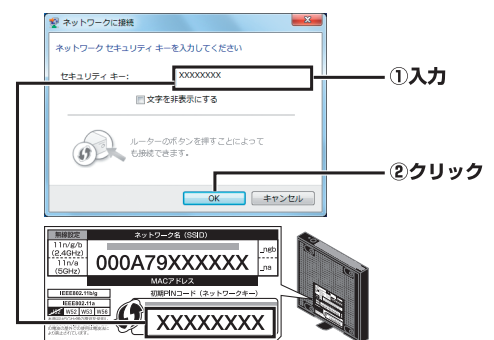 ネットワークに接続
ネットワーク セキュリティ キーを入力してください
セキュリティ キー:
XXXXXXXX
①入力
文字を非表示にする
ルーターのボタンを押すことによって
も接続できます。
②クリック
OK
キャンセル
無線設定
ネットワーク名（SSID）
11n/g/b
(2,4GHz)
_ngb
11n/a
(5GHz)
000A79XXXXXX
_na
MACアドレス
IEEE802.11b/g
初期PINコード（ネットワークキー）
IEEE802.11a
W52 W53 W56
XXXXXXXX